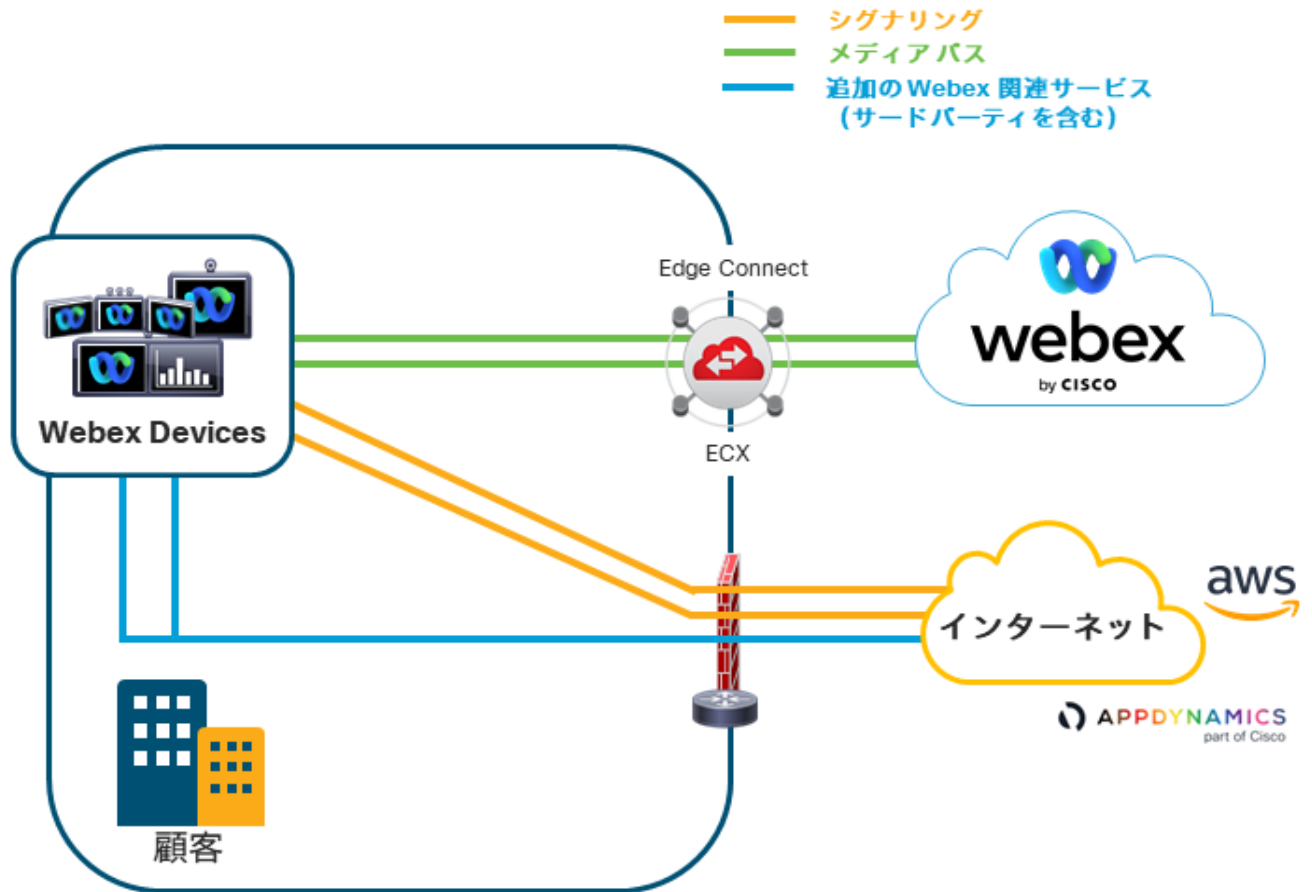 シグナリング
メディア パス
追加の Webex 関連サービス
(サードパーティを含む)
Edge Connect
webex
by CISCO
Webex Devices
ECX
インターネット
aws
APPDYNAMICS
part of Cisco
顧客